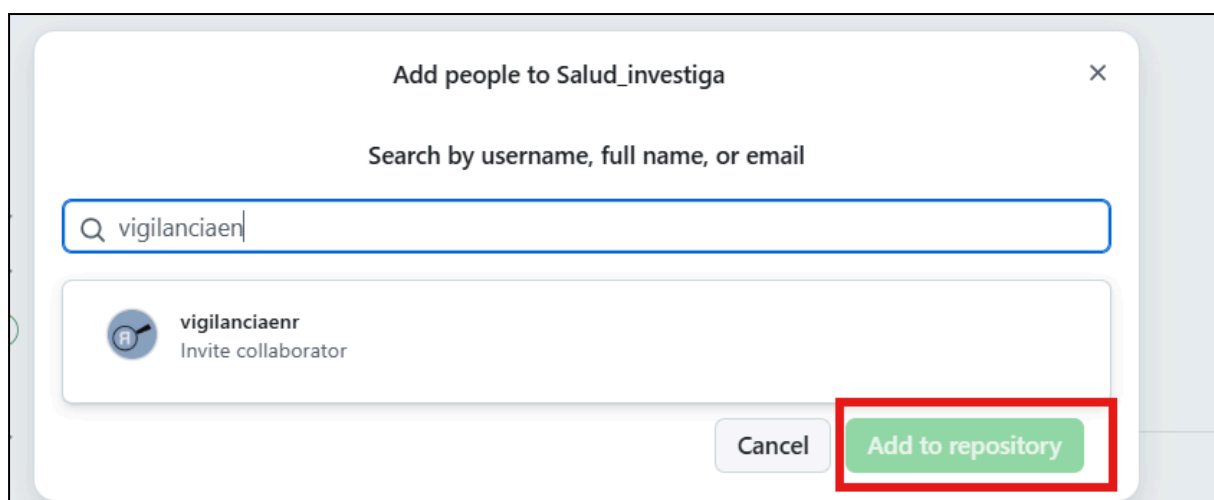 Add people to Salud_investiga
Search by username, full name, or email
vigilanciaen
vigilanciaenr
Invite collaborator
Cancel
Add to repository